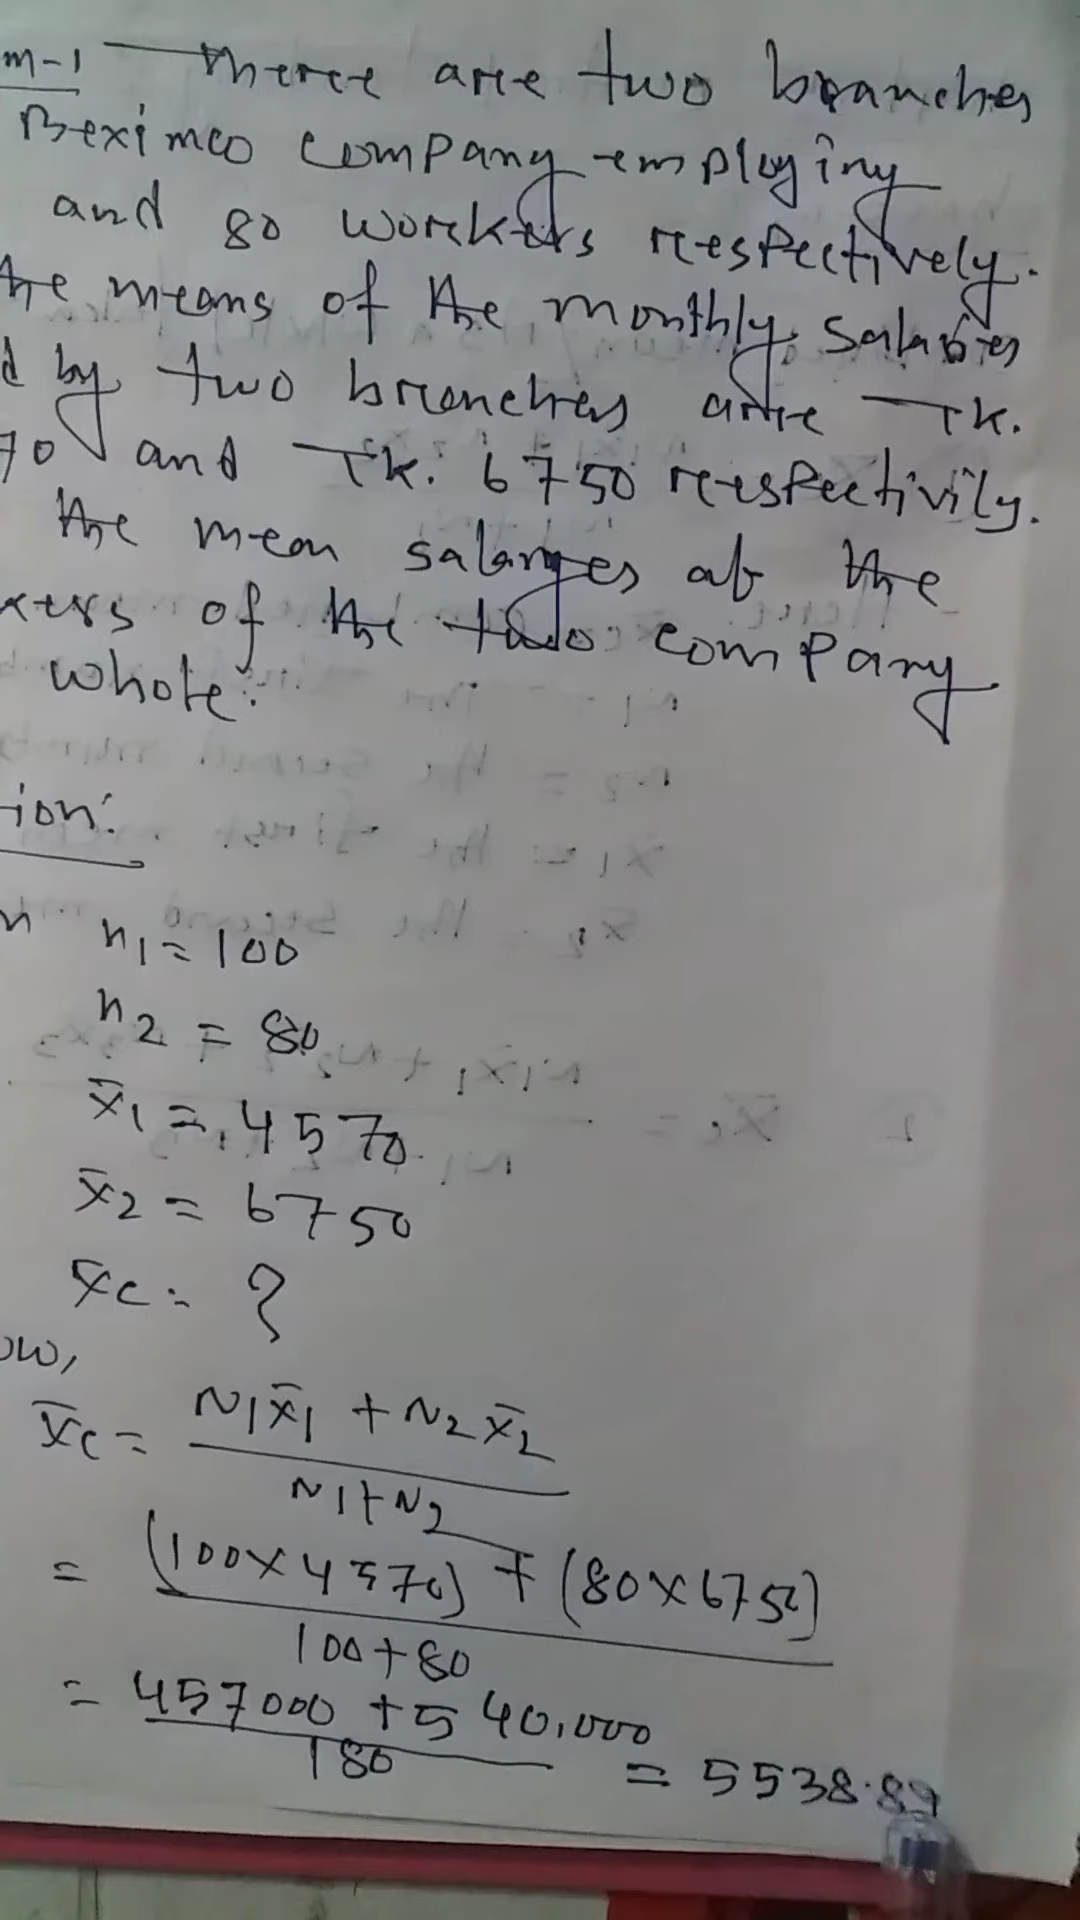 m-1 There are two branches
Beximco company employing
and 80 workers respectively.
the means of the monthly salaries
d by two branches are Tk.
70 and Tk. 6750 respectivily.
the mean salaryes of the
kers of the two company
whole.
ion:
n n1 = 100
n2 = 80
x̄1 = 4570
x̄2 = 6750
x̄c = ?
ow,
x̄c = N1x̄1 + N2x̄2
N1+N2
= (100×4570) + (80×6750)
100+80
= 457000 + 540,000
180 = 5538.89